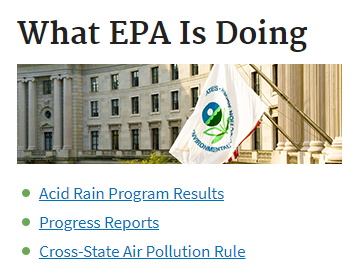 What EPA Is Doing
Acid Rain Program Results
Progress Reports
Cross-State Air Pollution Rule